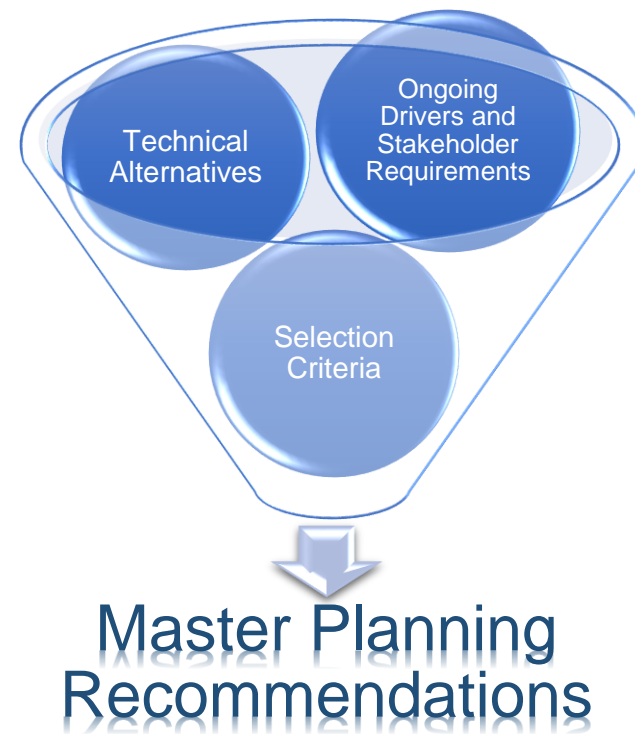 Technical
Alternatives
Ongoing
Drivers and
Stakeholder
Requirements
Selection
Criteria
Master Planning
Recommendations